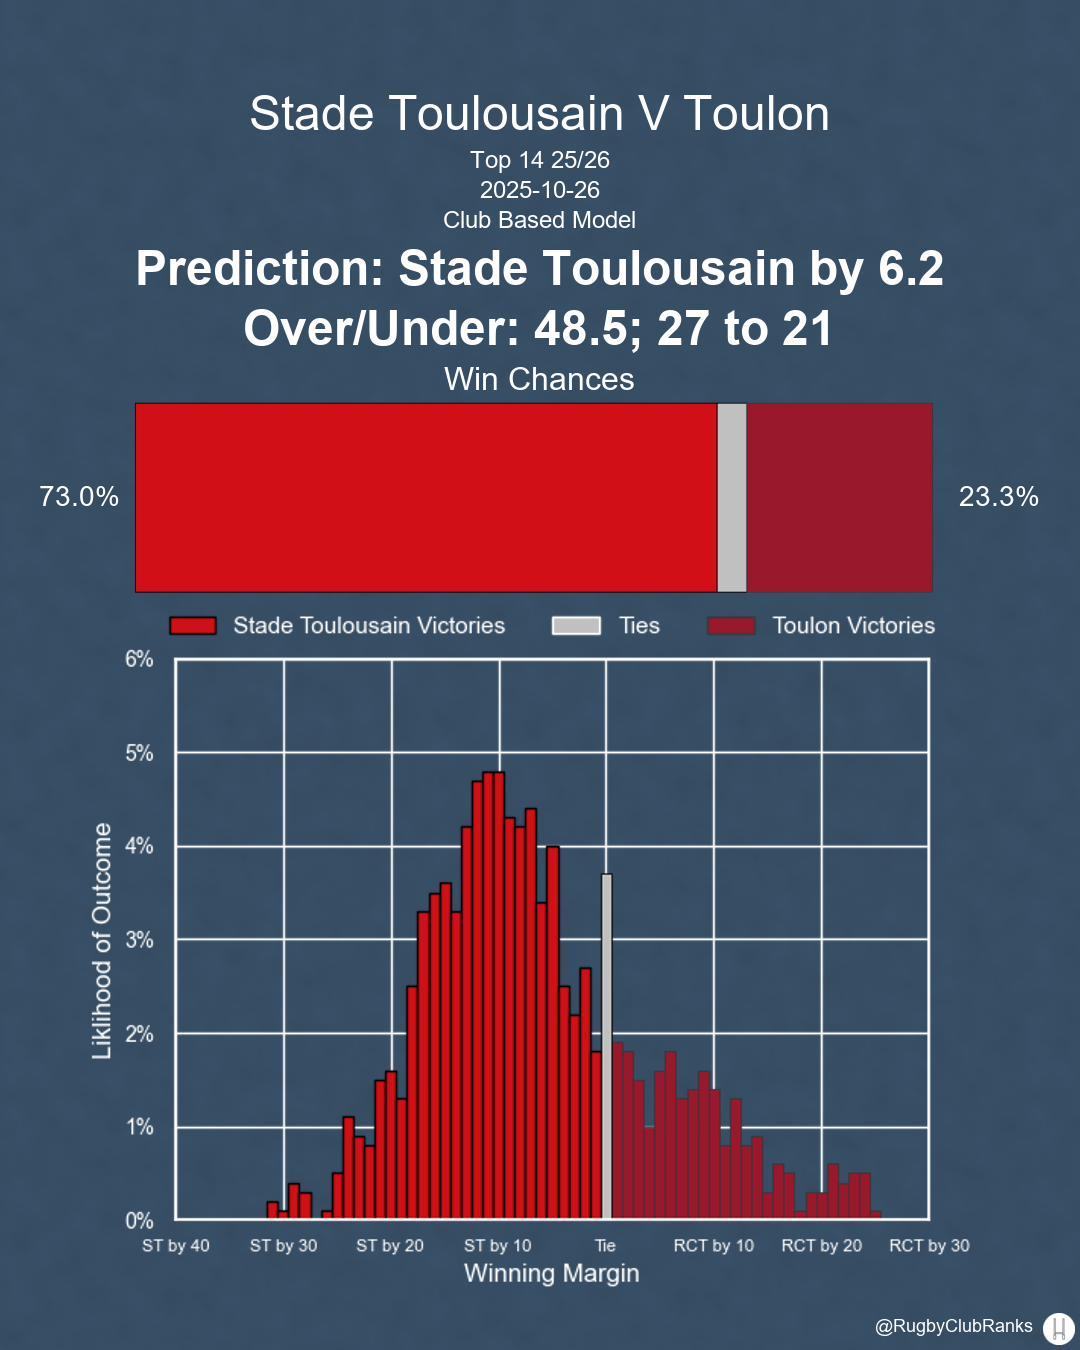 Stade Toulousain V Toulon
Top 14 25/26
2025-10-26
Club Based Model
Prediction: Stade Toulousain by 6.2
Over/Under: 48.5; 27 to 21
Win Chances
73.0%
23.3%
Stade Toulousain Victories
Ties
Toulon Victories
6%
5%
4%
3%
2%
1%
0%
Liklihood of Outcome
ST by 40
ST by 30
ST by 20
ST by 10
Tie
RCT by 10
RCT by 20
RCT by 30
Winning Margin
@RugbyClubRanks